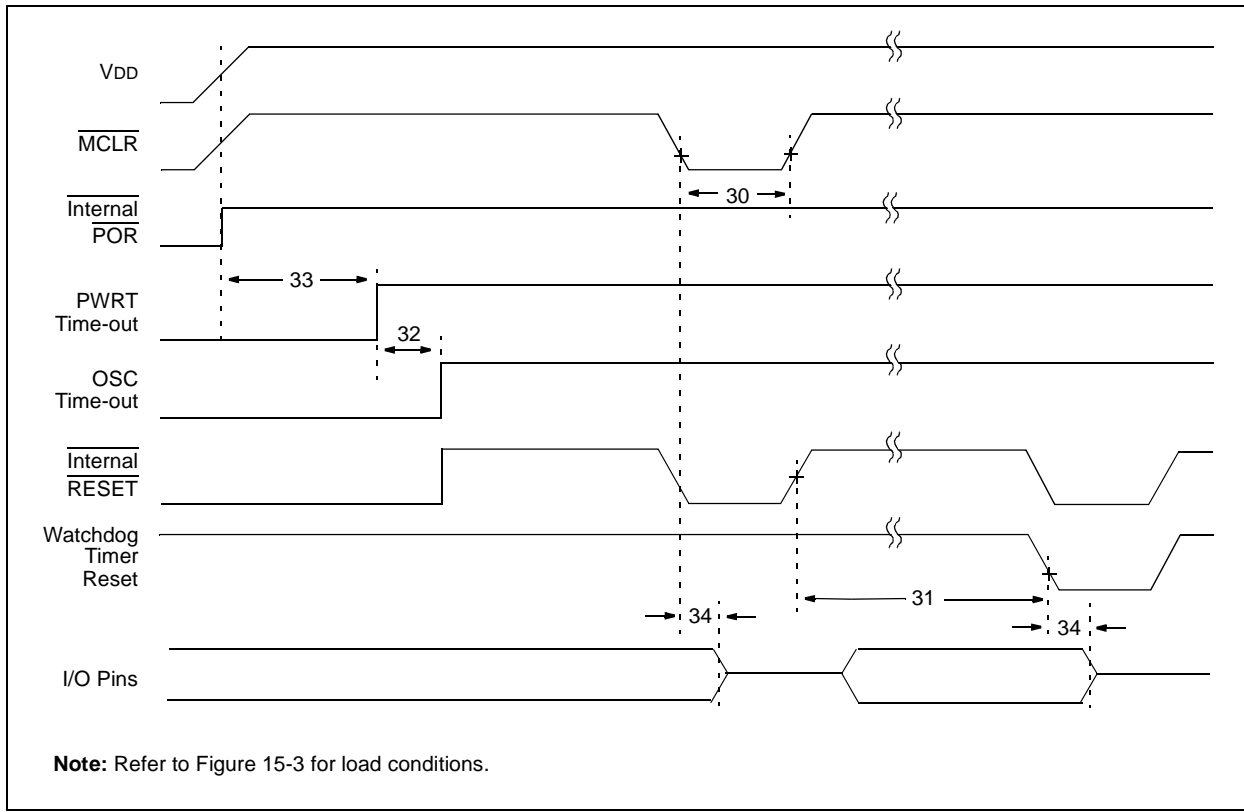 VDD
MCLR
30
Internal
POR
33
PWRT
Time-out
32
OSC
Time-out
Internal
RESET
Watchdog
Timer
Reset
31
34
34
I/O Pins
Note: Refer to Figure 15-3 for load conditions.